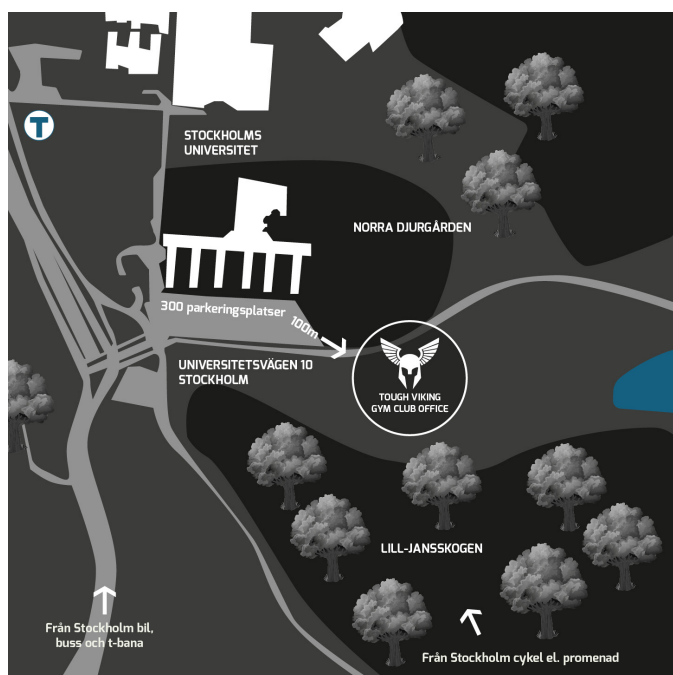 T
STOCKHOLMS
UNIVERSITET
NORRA DJURGÅRDEN
300 parkeringsplatser
100m
UNIVERSITETSVÄGEN 10
STOCKHOLM
TOUGH VIKING
GYM CLUB OFFICE
LILL-JANSSKOGEN
Från Stockholm bil,
buss och t-bana
Från Stockholm cykel el. promenad